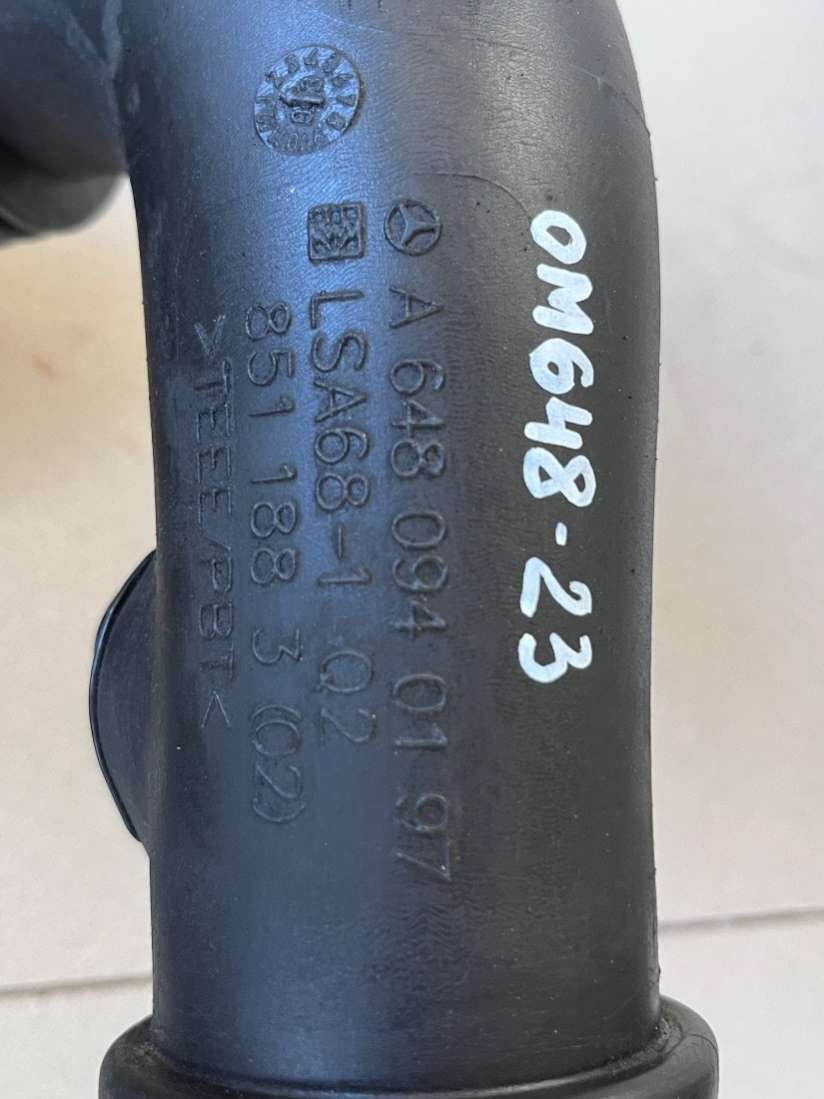 OM648-23
A 648 094 01 97
LSA68-1 Q2
851 188 3 (02)
>TEEE/PBT<